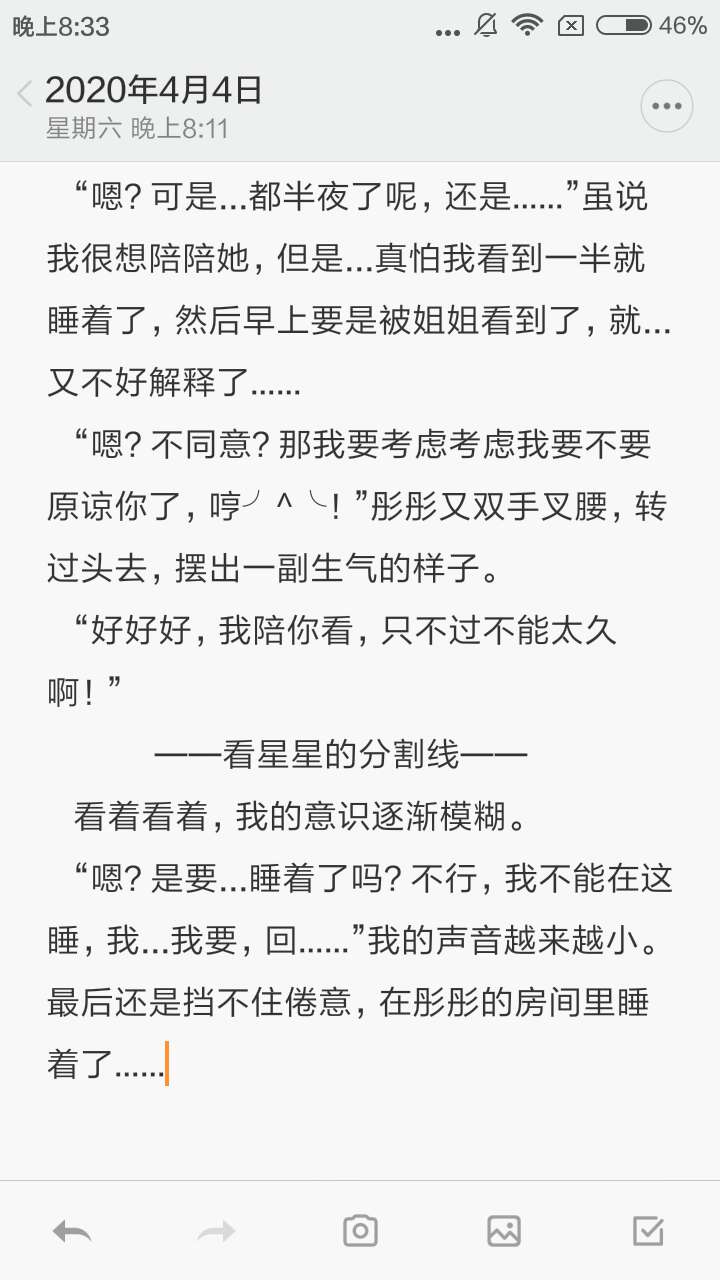 晚上8:33
46%
2020年4月4日
星期六 晚上8:11
“嗯？可是...都半夜了呢，还是......”虽说
我很想陪陪她，但是...真怕我看到一半就
睡着了，然后早上要是被姐姐看到了，就...
又不好解释了......
“嗯？不同意？那我要考虑考虑我要不要
原谅你了，哼╯^╰！”彤彤又双手叉腰，转
过头去，摆出一副生气的样子。
“好好好，我陪你看，只不过不能太久
啊！”
——看星星的分割线——
看着看着，我的意识逐渐模糊。
“嗯？是要...睡着了吗？不行，我不能在这
睡，我...我要，回......”我的声音越来越小。
最后还是挡不住倦意，在彤彤的房间里睡
着了......